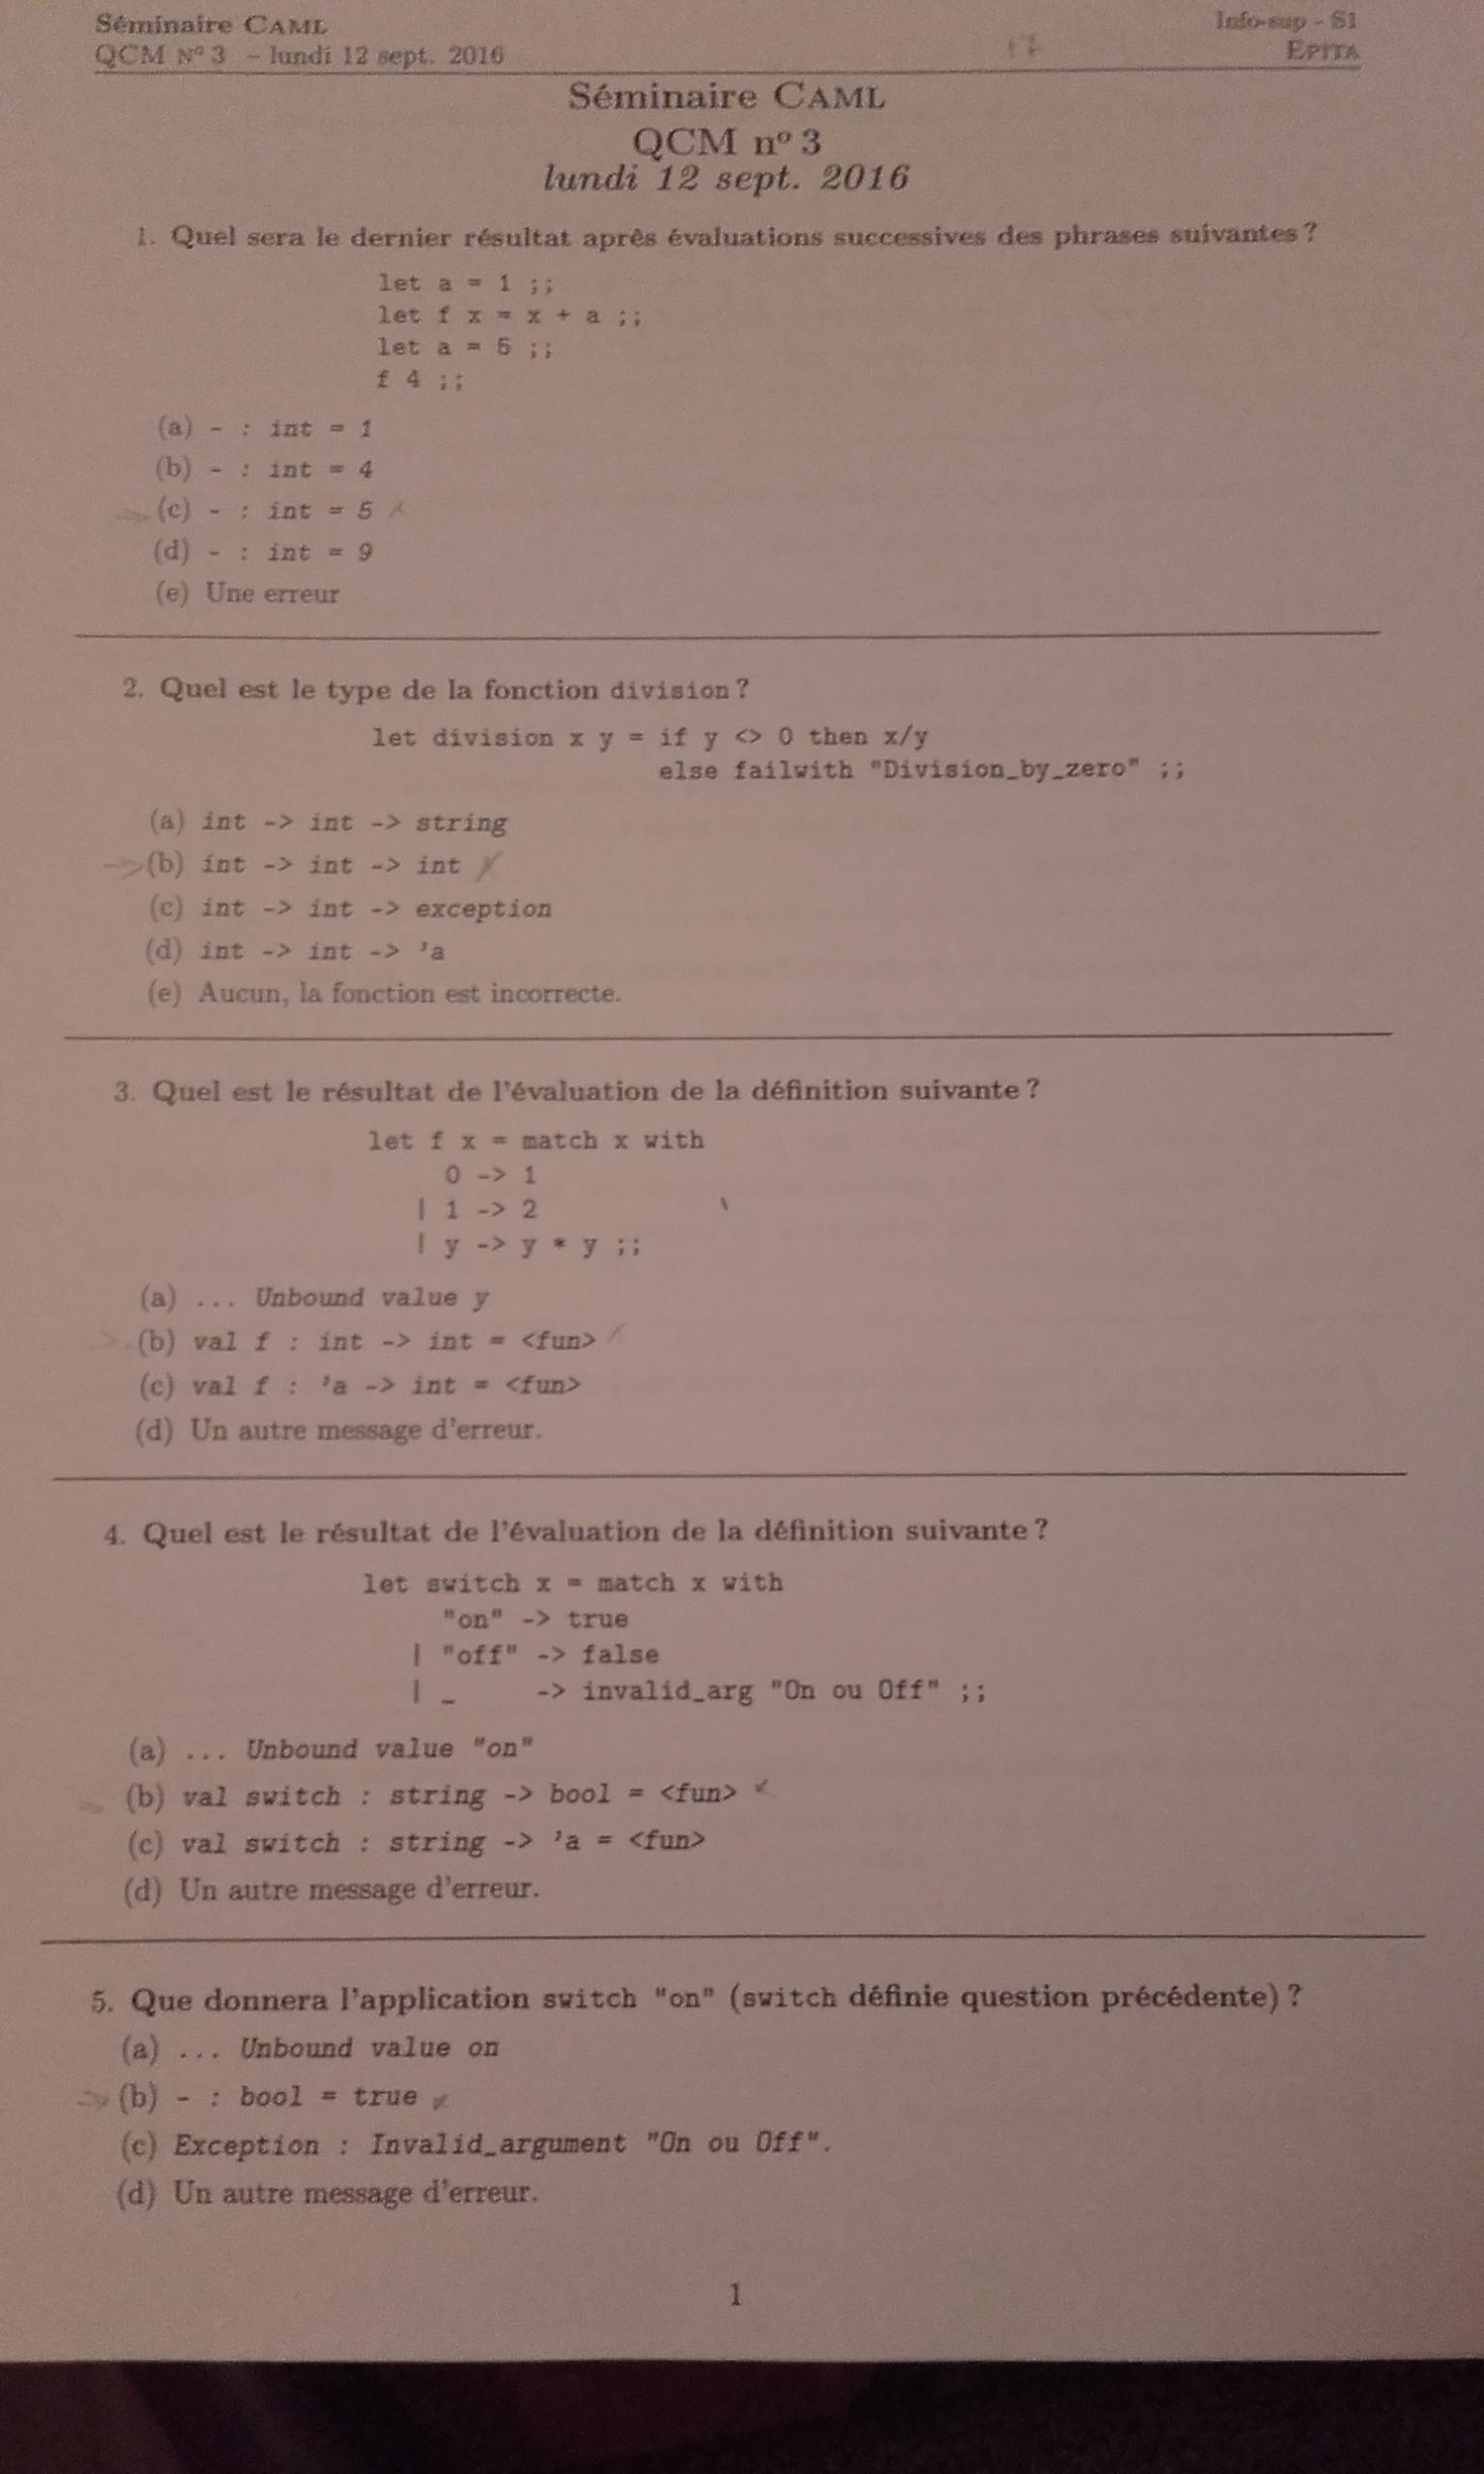 Séminaire CAML
Info-sup - S1
QCM Nº 3 – lundi 12 sept. 2016
17
EPITA
Séminaire CAML
QCM nº 3
lundi 12 sept. 2016
1. Quel sera le dernier résultat après évaluations successives des phrases suivantes ?
let a = 1 ;;
let f x = x + a ;;
let a = 5 ;;
f 4 ;;
(a) - : int = 1
(b) - : int = 4
(c) - : int = 5
(d) - : int = 9
(e) Une erreur
2. Quel est le type de la fonction division ?
let division x y = if y <> 0 then x/y
else failwith "Division_by_zero" ;;
(a) int -> int -> string
(b) int -> int -> int
(c) int -> int -> exception
(d) int -> int -> 'a
(e) Aucun, la fonction est incorrecte.
3. Quel est le résultat de l'évaluation de la définition suivante ?
let f x = match x with
0 -> 1
| 1 -> 2
| y -> y * y ;;
(a) ... Unbound value y
(b) val f : int -> int = <fun>
(c) val f : 'a -> int = <fun>
(d) Un autre message d'erreur.
4. Quel est le résultat de l'évaluation de la définition suivante ?
let switch x = match x with
"on" -> true
| "off" -> false
| _ -> invalid_arg "On ou Off" ;;
(a) ... Unbound value "on"
(b) val switch : string -> bool = <fun>
(c) val switch : string -> 'a = <fun>
(d) Un autre message d'erreur.
5. Que donnera l'application switch "on" (switch définie question précédente) ?
(a) ... Unbound value on
(b) - : bool = true
(c) Exception : Invalid_argument "On ou Off".
(d) Un autre message d'erreur.
1